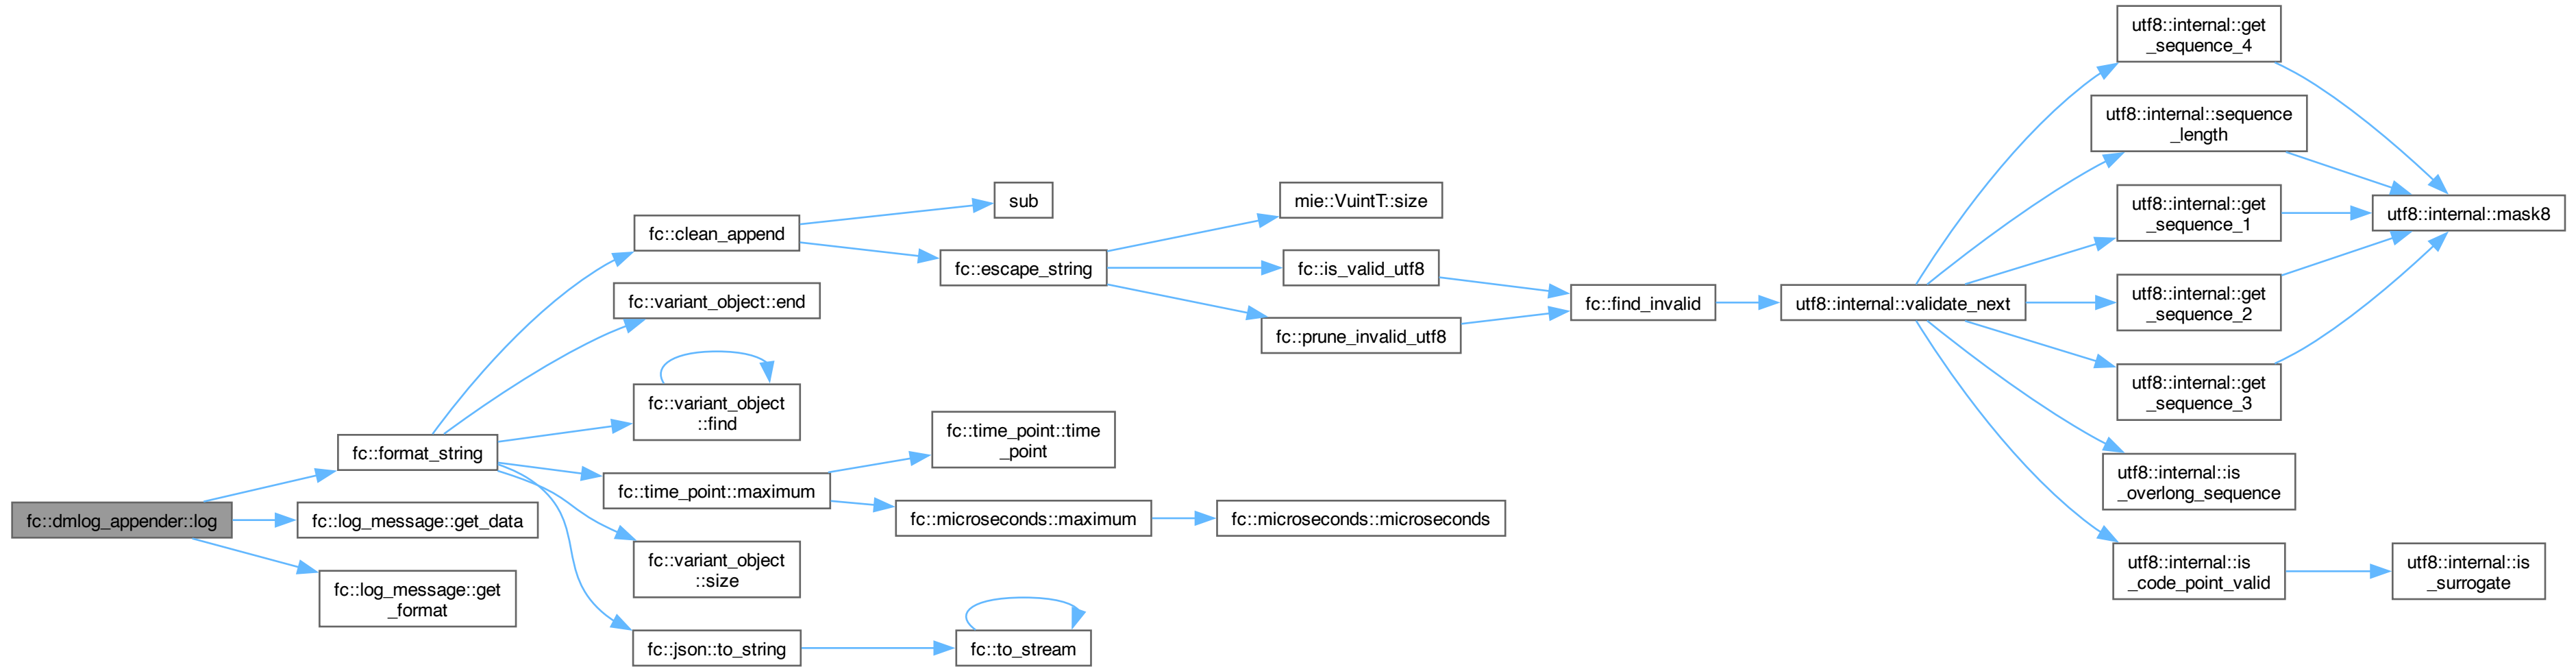 fc::dmlog_appender::log
fc::format_string
fc::log_message::get_data
fc::log_message::get
_format
fc::clean_append
fc::variant_object::end
fc::variant_object
::find
fc::time_point::maximum
fc::variant_object
::size
fc::json::to_string
sub
fc::escape_string
fc::time_point::time
_point
fc::microseconds::maximum
fc::to_stream
mie::VuintT::size
fc::is_valid_utf8
fc::prune_invalid_utf8
fc::microseconds::microseconds
fc::find_invalid
utf8::internal::validate_next
utf8::internal::get
_sequence_4
utf8::internal::sequence
_length
utf8::internal::get
_sequence_1
utf8::internal::get
_sequence_2
utf8::internal::get
_sequence_3
utf8::internal::is
_overlong_sequence
utf8::internal::is
_code_point_valid
utf8::internal::mask8
utf8::internal::is
_surrogate